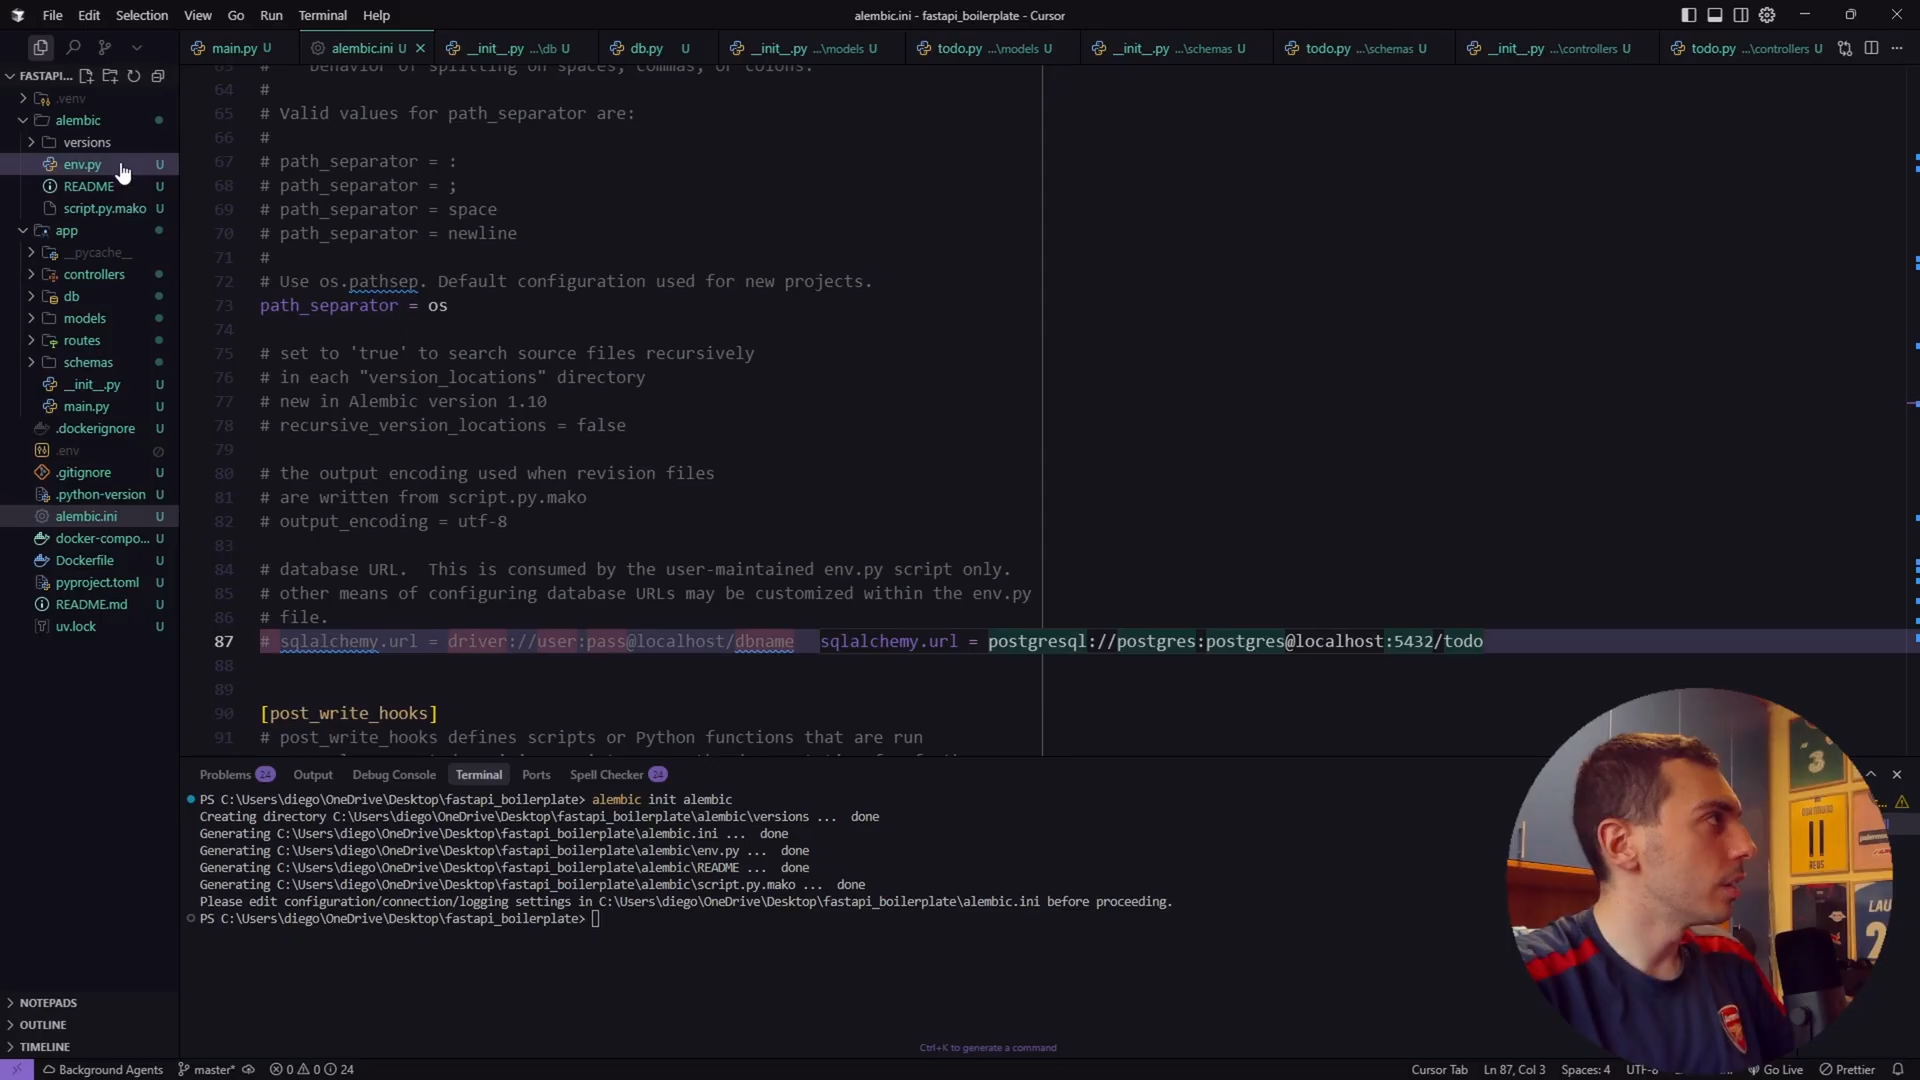 File Edit Selection View Go Run Terminal Help
alembic.ini - fastapi_boilerplate - Cursor
main.py U
alembic.ini U
__init__.py ...\db U
db.py U
__init__.py ...\models U
todo.py ...\models U
__init__.py ...\schemas U
todo.py ...\schemas U
__init__.py ...\controllers U
todo.py ...\controllers U
FASTAPI...
.venv
alembic
versions
env.py U
README U
script.py.mako U
app
__pycache__
controllers
db
models
routes
schemas
__init__.py U
main.py U
.dockerignore U
.env
.gitignore U
.python-version U
alembic.ini U
docker-compo... U
Dockerfile U
pyproject.toml U
README.md U
uv.lock U
NOTEPADS
OUTLINE
TIMELINE
63 # Behavior of splitting on spaces, commas, or colons.
64 #
65 # Valid values for path_separator are:
66 #
67 # path_separator = :
68 # path_separator = ;
69 # path_separator = space
70 # path_separator = newline
71 #
72 # Use os.pathsep. Default configuration used for new projects.
73 path_separator = os
74
75 # set to 'true' to search source files recursively
76 # in each "version_locations" directory
77 # new in Alembic version 1.10
78 # recursive_version_locations = false
79
80 # the output encoding used when revision files
81 # are written from script.py.mako
82 # output_encoding = utf-8
83
84 # database URL.  This is consumed by the user-maintained env.py script only.
85 # other means of configuring database URLs may be customized within the env.py
86 # file.
87 # sqlalchemy.url = driver://user:pass@localhost/dbname sqlalchemy.url = postgresql://postgres:postgres@localhost:5432/todo
88
89
90 [post_write_hooks]
91 # post_write_hooks defines scripts or Python functions that are run
Problems 24 Output Debug Console Terminal Ports Spell Checker 24
PS C:\Users\diego\OneDrive\Desktop\fastapi_boilerplate> alembic init alembic
Creating directory C:\Users\diego\OneDrive\Desktop\fastapi_boilerplate\alembic\versions ...  done
Generating C:\Users\diego\OneDrive\Desktop\fastapi_boilerplate\alembic.ini ...  done
Generating C:\Users\diego\OneDrive\Desktop\fastapi_boilerplate\alembic\env.py ...  done
Generating C:\Users\diego\OneDrive\Desktop\fastapi_boilerplate\alembic\README ...  done
Generating C:\Users\diego\OneDrive\Desktop\fastapi_boilerplate\alembic\script.py.mako ...  done
Please edit configuration/connection/logging settings in C:\Users\diego\OneDrive\Desktop\fastapi_boilerplate\alembic.ini before proceeding.
PS C:\Users\diego\OneDrive\Desktop\fastapi_boilerplate>
Ctrl+K to generate a command
3
11
REUS
LAU
2
Arsenal
Background Agents master* 0 0 24
Cursor Tab Ln 87, Col 3 Spaces: 4 UTF-8 Go Live Prettier